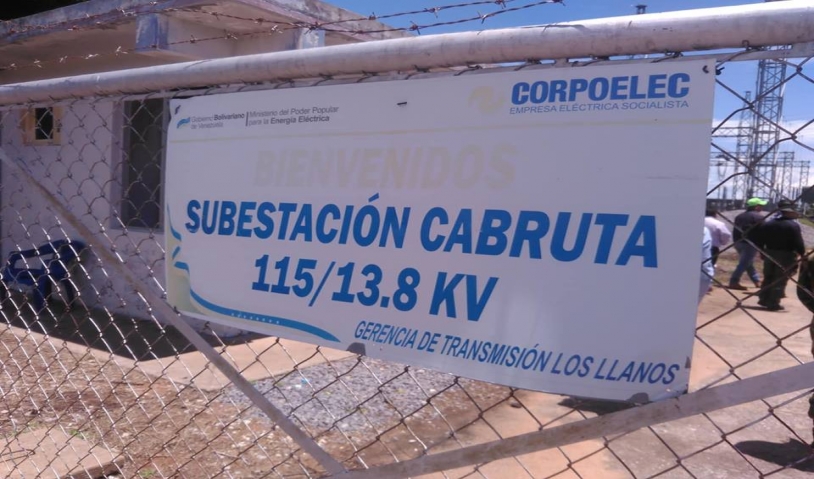 Gobierno Bolivariano de Venezuela
Ministerio del Poder Popular para la Energía Eléctrica
CORPOELEC
EMPRESA ELÉCTRICA SOCIALISTA
BIENVENIDOS
SUBESTACIÓN CABRUTA
115/13.8 KV
GERENCIA DE TRANSMISIÓN LOS LLANOS